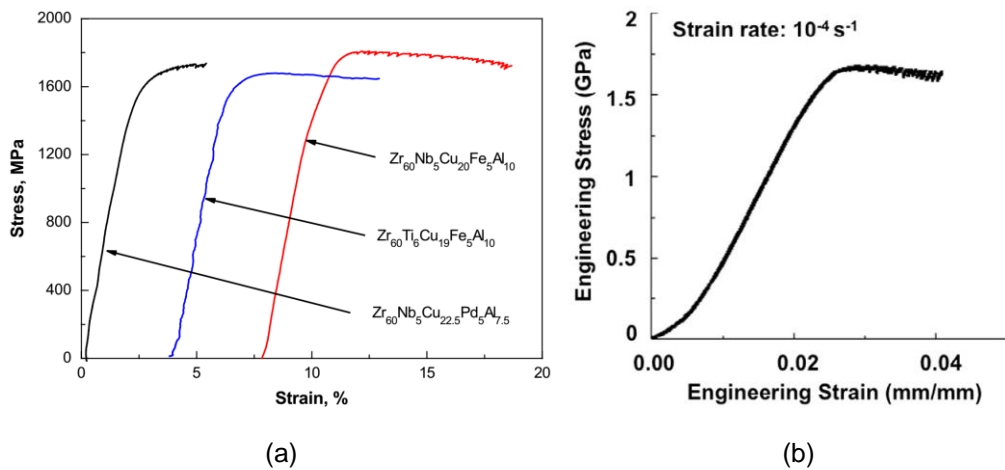 2000
1600
1200
800
400
0
Stress, MPa
0 5 10 15 20
Strain, %
Zr60Nb5Cu20Fe5Al10
Zr60Ti6Cu19Fe5Al10
Zr60Nb5Cu22.5Pd5Al7.5
(a)
Strain rate: 10⁻⁴ s⁻¹
2
1.5
1
0.5
0
Engineering Stress (GPa)
0.00 0.02 0.04
Engineering Strain (mm/mm)
(b)